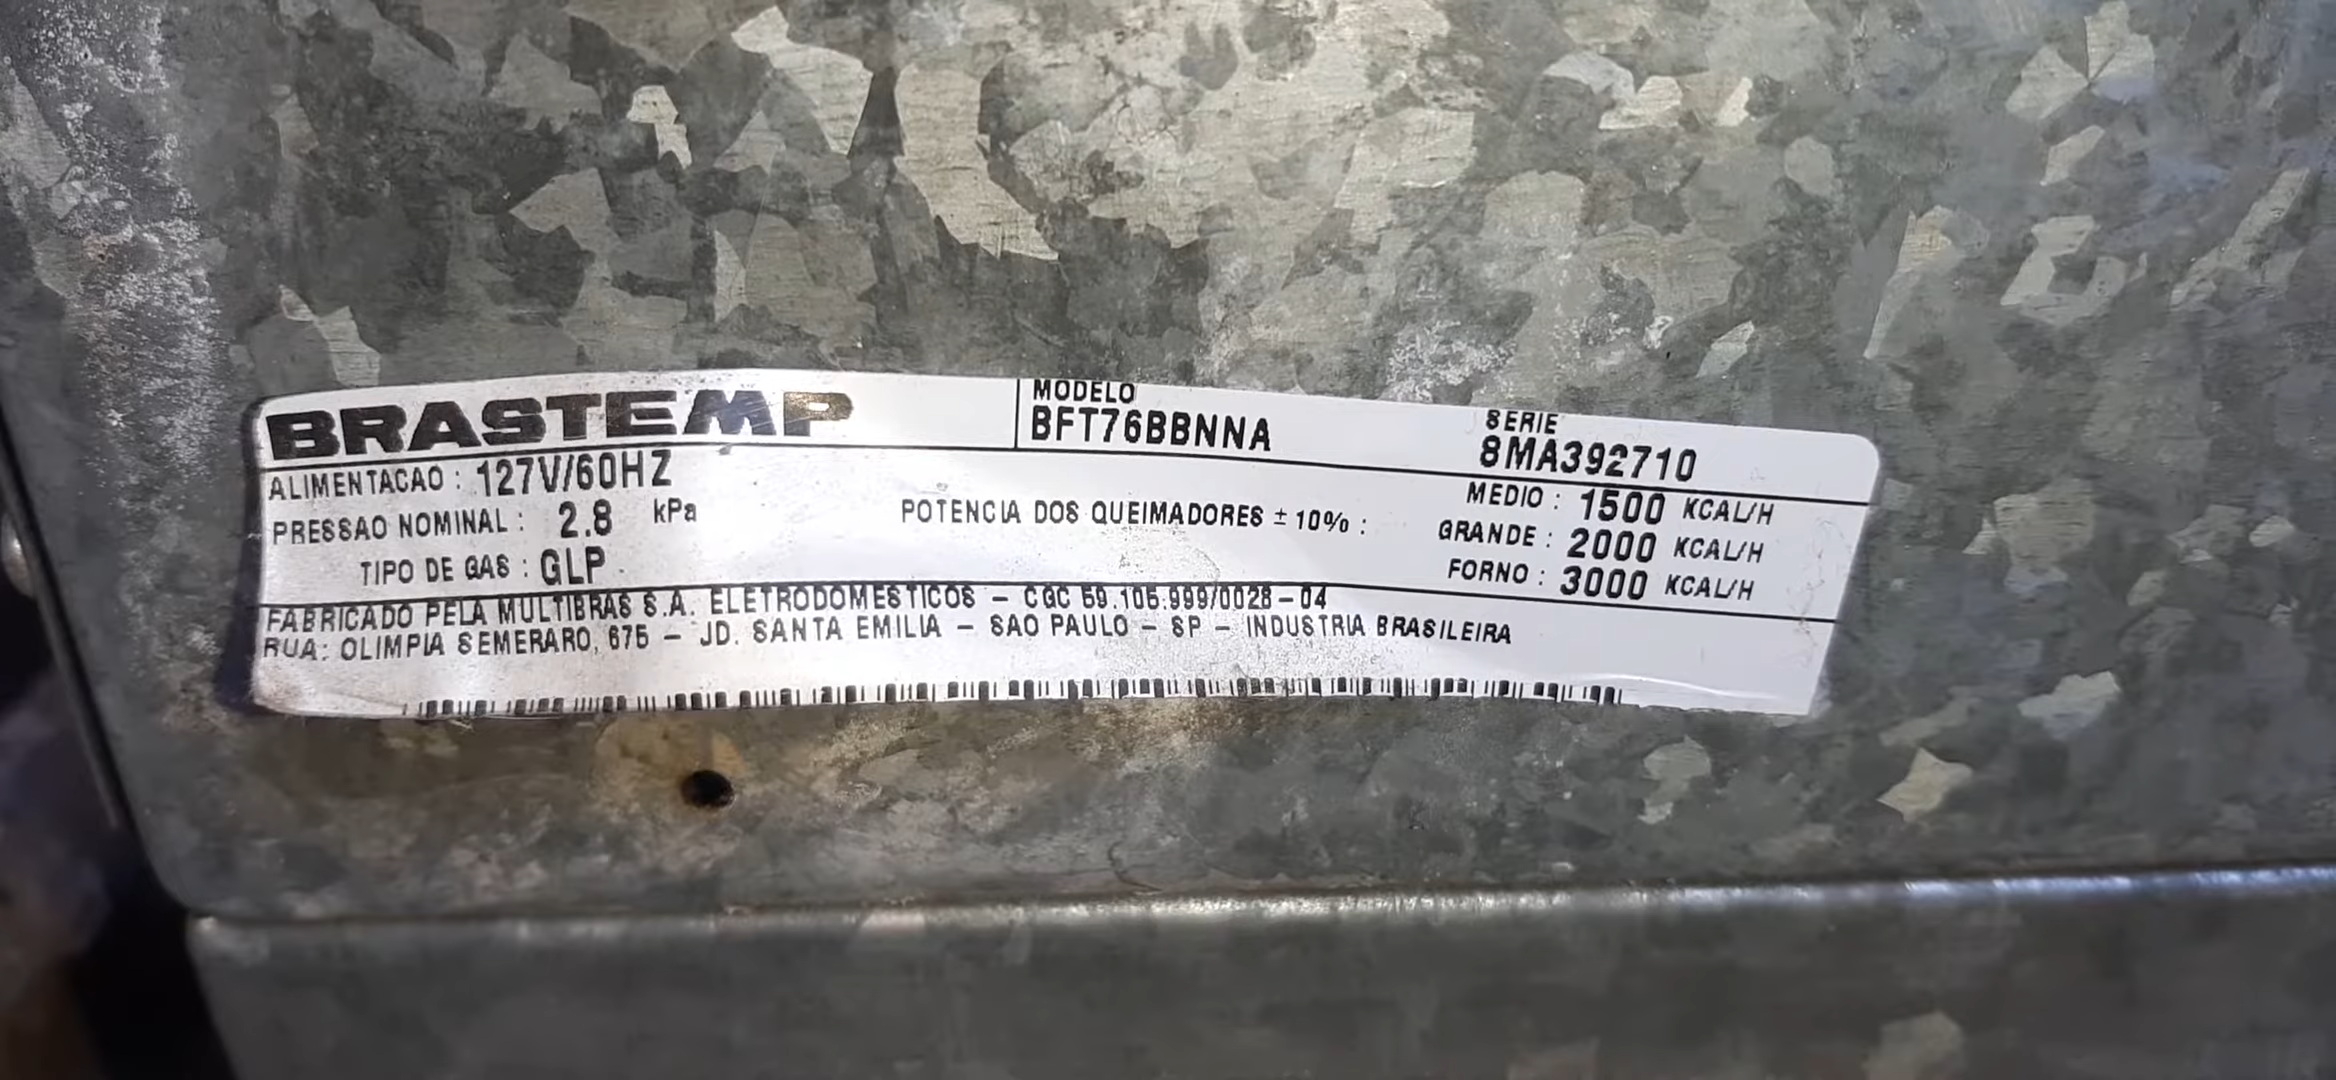 BRASTEMP
MODELO
BFT76BBNNA
SERIE
8MA392710
ALIMENTACAO : 127V/60HZ
PRESSAO NOMINAL : 2.8 kPa
TIPO DE GAS : GLP
POTENCIA DOS QUEIMADORES ± 10% :
MEDIO : 1500 KCAL/H
GRANDE : 2000 KCAL/H
FORNO : 3000 KCAL/H
FABRICADO PELA MULTIBRAS S.A. ELETRODOMESTICOS – CGC 59.105.999/0028–04
RUA: OLIMPIA SEMERARO, 675 – JD. SANTA EMILIA – SAO PAULO – SP – INDUSTRIA BRASILEIRA